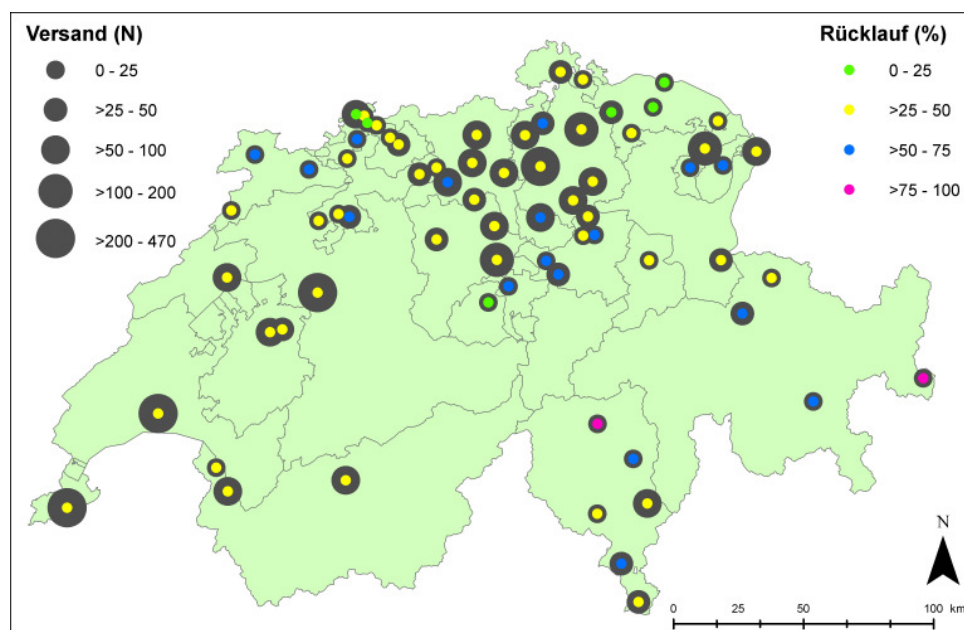 Versand (N)
0 - 25
>25 - 50
>50 - 100
>100 - 200
>200 - 470
Rücklauf (%)
0 - 25
>25 - 50
>50 - 75
>75 - 100
N
0 25 50 100 km